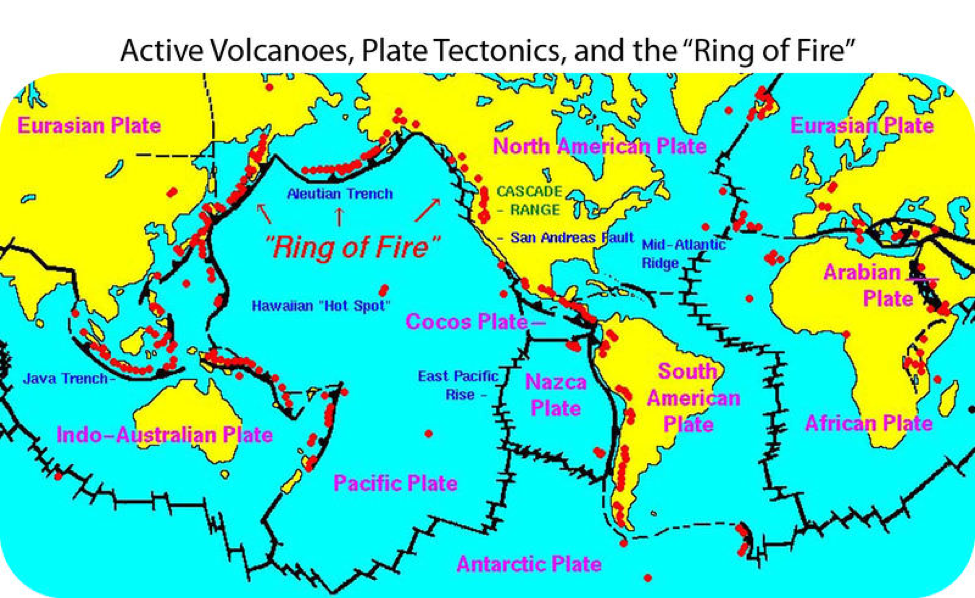 Active Volcanoes, Plate Tectonics, and the “Ring of Fire”
Eurasian Plate
North American Plate
Eurasian Plate
Aleutian Trench
CASCADE
- RANGE
"Ring of Fire"
- San Andreas Fault
Mid-Atlantic
Ridge
Arabian
Plate
Hawaiian "Hot Spot"
Cocos Plate
Java Trench-
East Pacific
Rise -
Nazca
Plate
South
American
Plate
Indo-Australian Plate
African Plate
Pacific Plate
Antarctic Plate